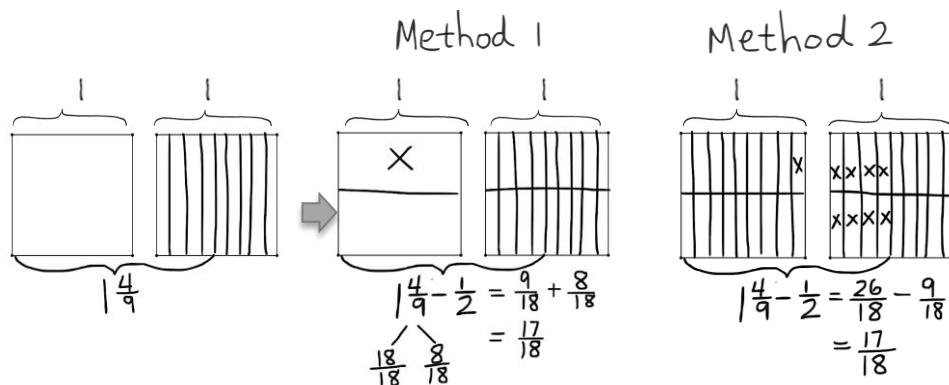 Method 1
Method 2
1 1 1 1 1 1
1 4/9
1 4/9 - 1/2 = 9/18 + 8/18
= 17/18
18/18 8/18
1 4/9 - 1/2 = 26/18 - 9/18
= 17/18